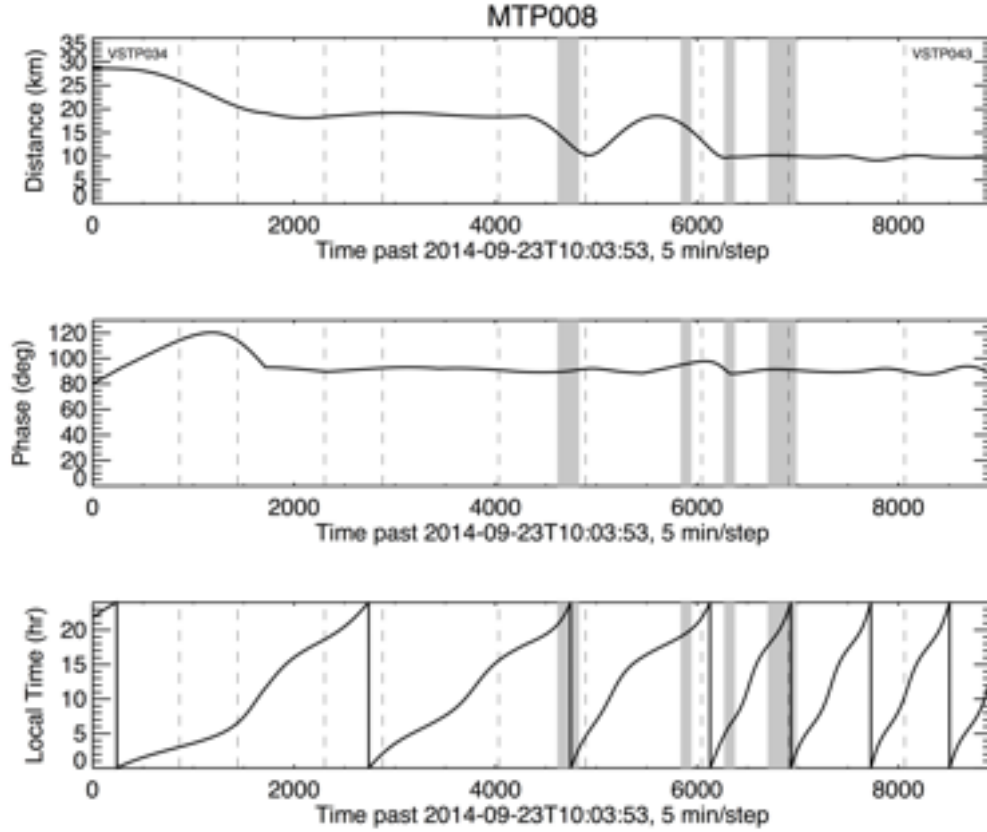 MTP008
VSTP034
VSTP043
Distance (km)
35
30
25
20
15
10
5
0
0 2000 4000 6000 8000
Time past 2014-09-23T10:03:53, 5 min/step
Phase (deg)
120
100
80
60
40
20
0
0 2000 4000 6000 8000
Time past 2014-09-23T10:03:53, 5 min/step
Local Time (hr)
20
15
10
5
0
0 2000 4000 6000 8000
Time past 2014-09-23T10:03:53, 5 min/step